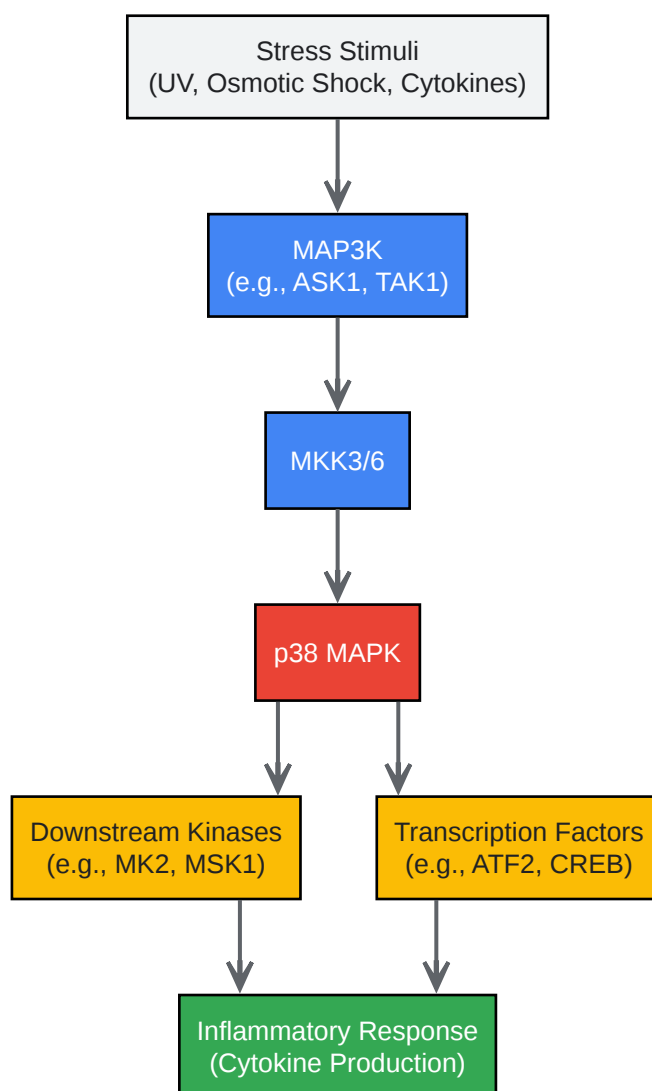 Stress Stimuli
(UV, Osmotic Shock, Cytokines)
MAP3K
(e.g., ASK1, TAK1)
MKK3/6
p38 MAPK
Downstream Kinases
(e.g., MK2, MSK1)
Transcription Factors
(e.g., ATF2, CREB)
Inflammatory Response
(Cytokine Production)